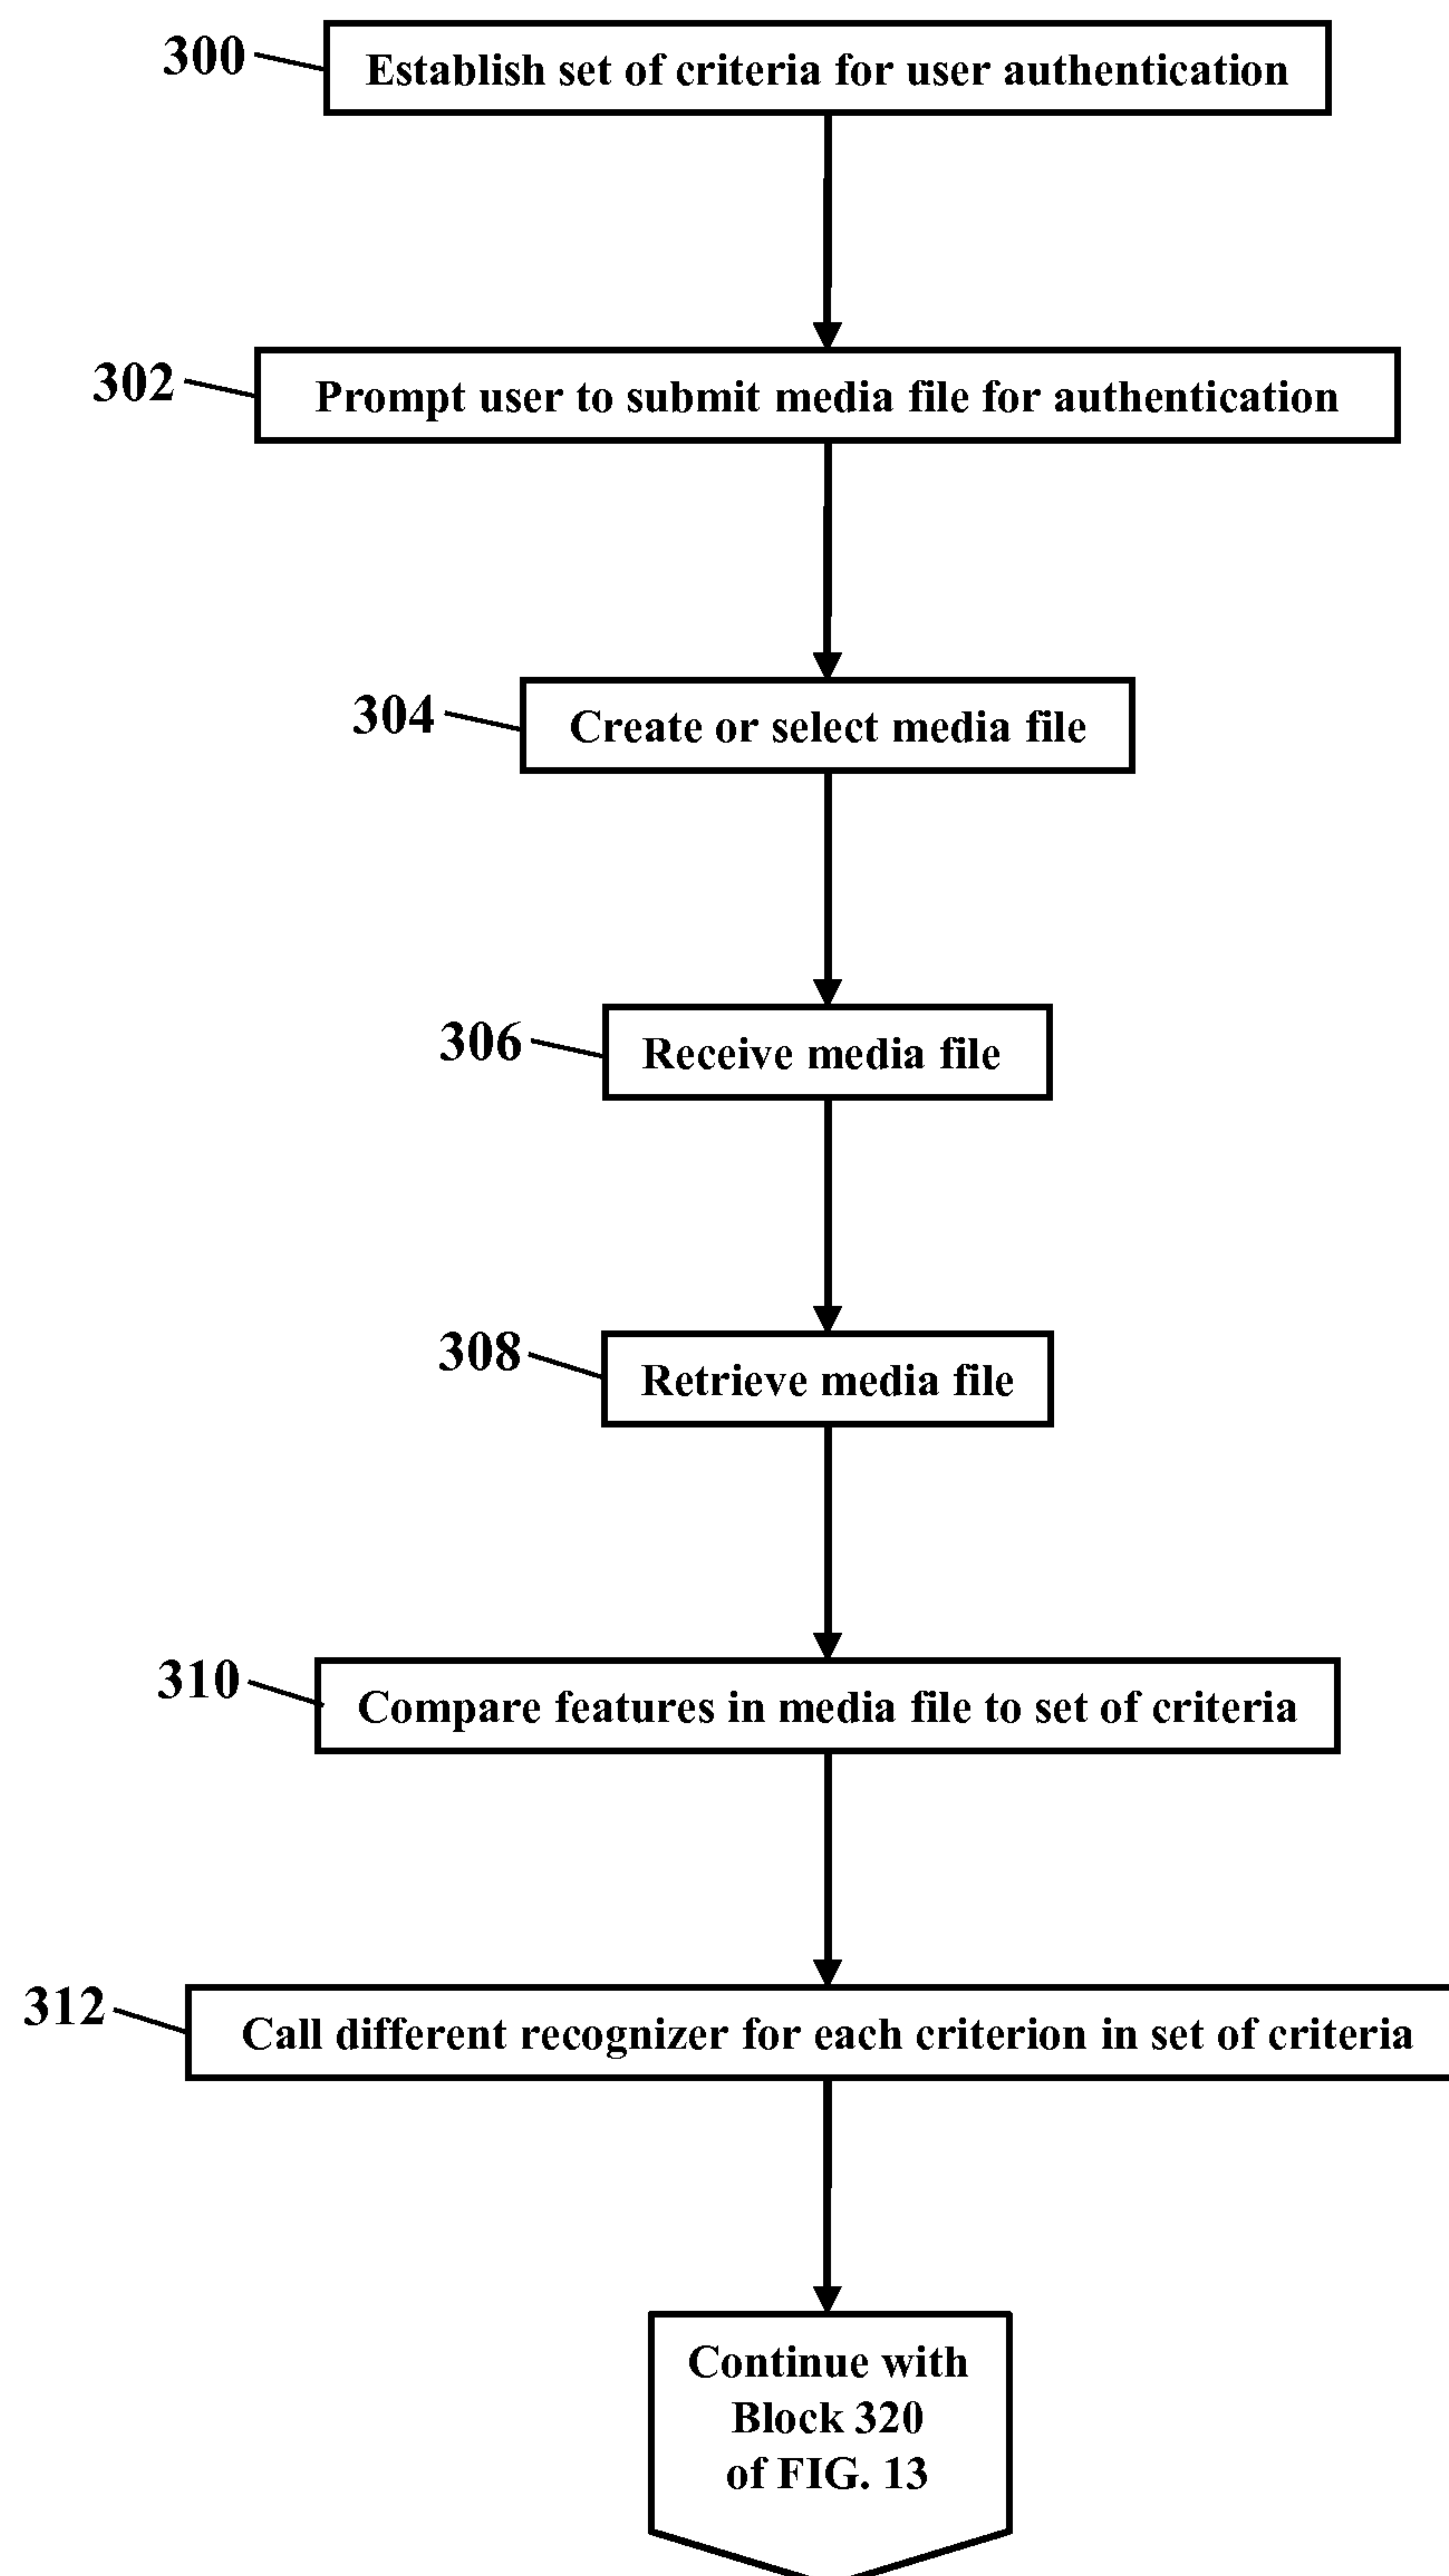 300
Establish set of criteria for user authentication
302
Prompt user to submit media file for authentication
304
Create or select media file
306
Receive media file
308
Retrieve media file
310
Compare features in media file to set of criteria
312
Call different recognizer for each criterion in set of criteria
Continue with
Block 320
of FIG. 13